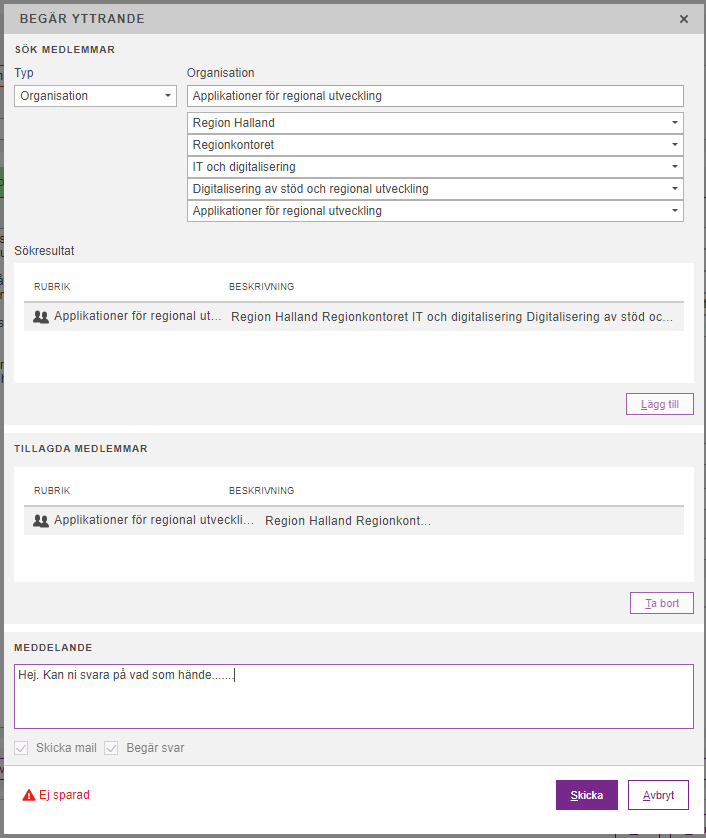 BEGÄR YTTRANDE ×
SÖK MEDLEMMAR
Typ Organisation
Organisation Applikationer för regional utveckling
Region Halland
Regionkontoret
IT och digitalisering
Digitalisering av stöd och regional utveckling
Applikationer för regional utveckling
Sökresultat
RUBRIK BESKRIVNING
Applikationer för regional ut... Region Halland Regionkontoret IT och digitalisering Digitalisering av stöd oc...
Lägg till
TILLAGDA MEDLEMMAR
RUBRIK BESKRIVNING
Applikationer för regional utveckli... Region Halland Regionkont...
Ta bort
MEDDELANDE
Hej. Kan ni svara på vad som hände.......
Skicka mail Begär svar
Ej sparad Skicka Avbryt